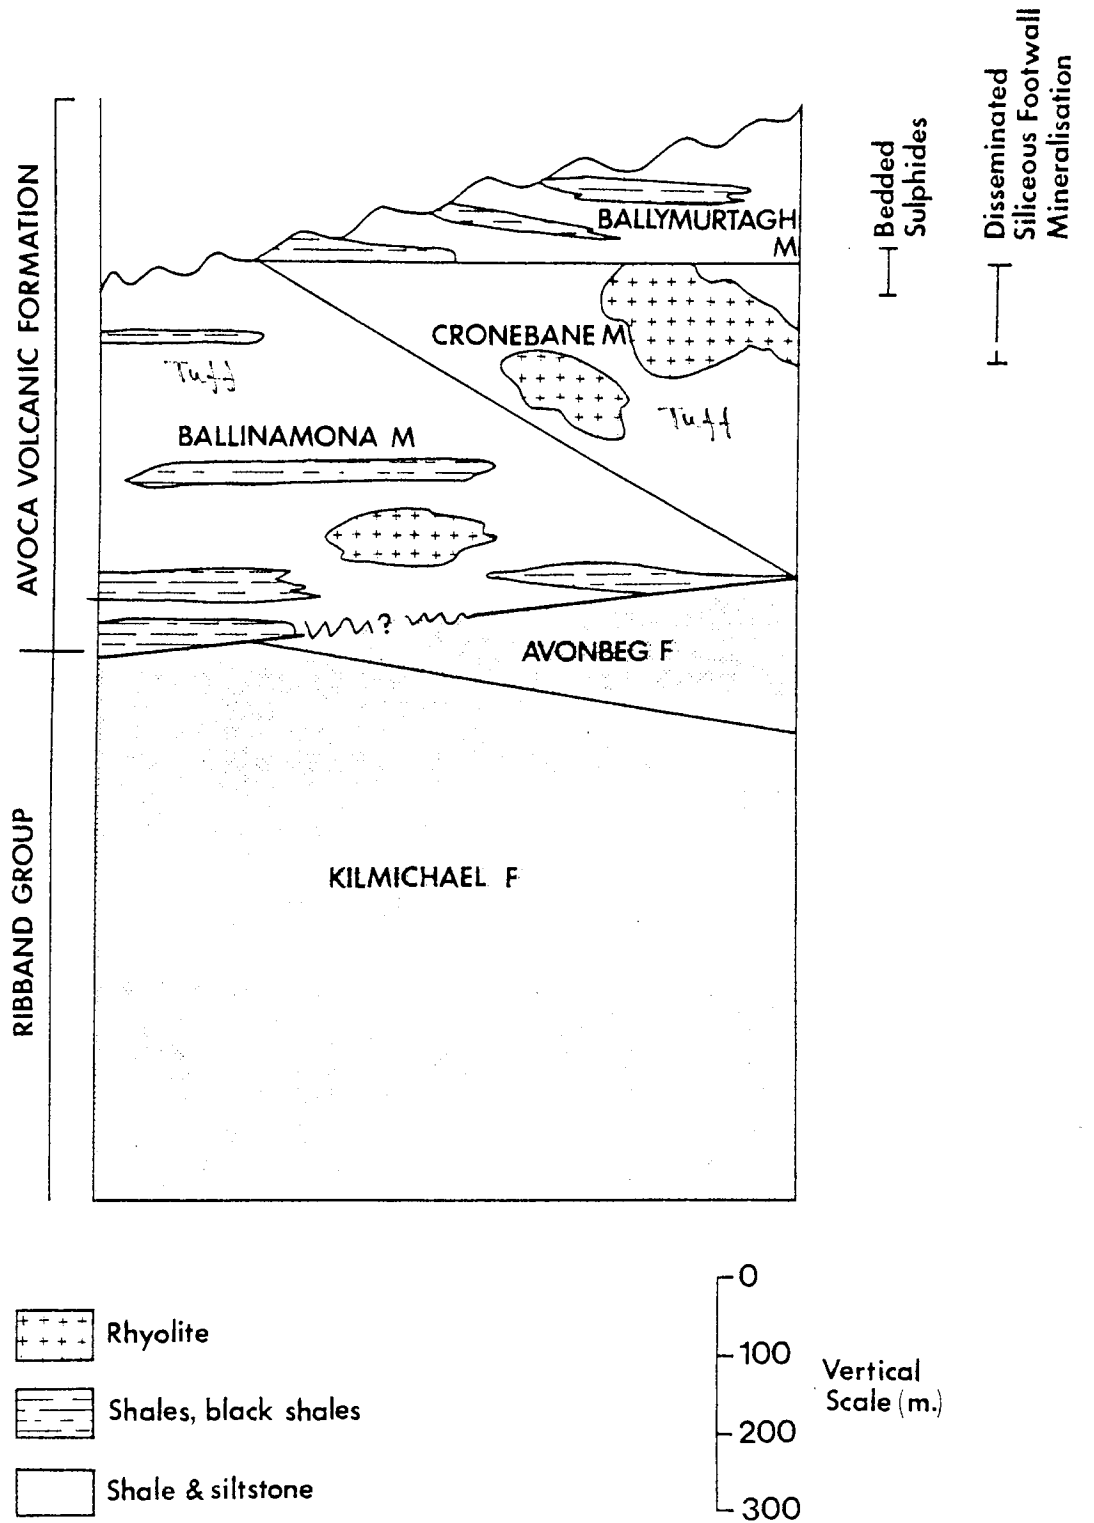 AVOCA VOLCANIC FORMATION
RIBBAND GROUP
Bedded
Sulphides
Disseminated
Siliceous Footwall
Mineralisation
BALLYMURTAGH
M
CRONEBANE M
Tuff
Tuff
BALLINAMONA M
?
AVONBEG F
KILMICHAEL F
Rhyolite
Shales, black shales
Shale & siltstone
0
100
200
300
Vertical
Scale (m.)